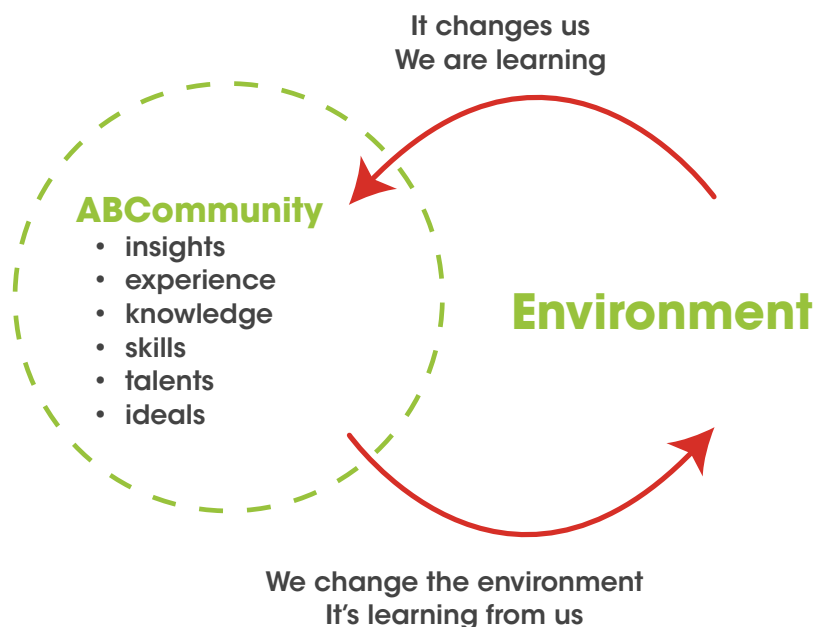 It changes us
We are learning
ABCommunity
• insights
• experience
• knowledge
• skills
• talents
• ideals
Environment
We change the environment
It's learning from us